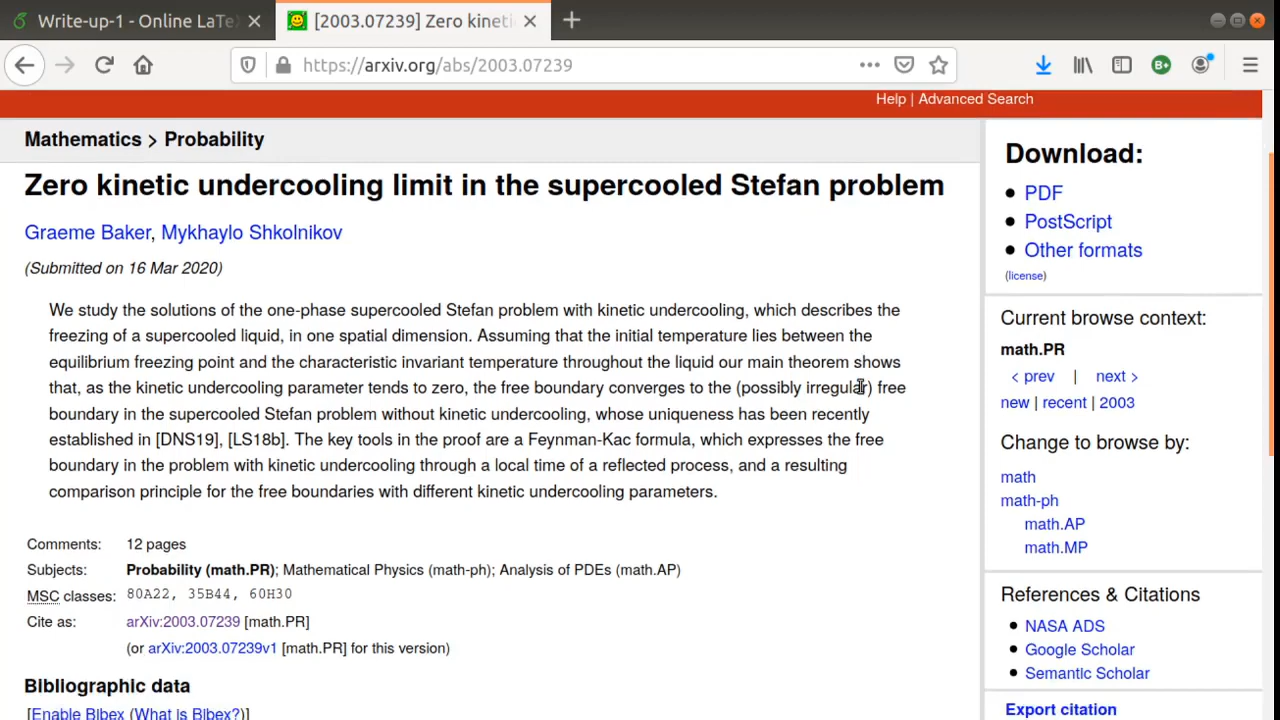 Write-up-1 - Online LaTe
[2003.07239] Zero kineti
https://arxiv.org/abs/2003.07239
B+
Help | Advanced Search
Mathematics > Probability
Zero kinetic undercooling limit in the supercooled Stefan problem
Graeme Baker, Mykhaylo Shkolnikov
(Submitted on 16 Mar 2020)
We study the solutions of the one-phase supercooled Stefan problem with kinetic undercooling, which describes the
freezing of a supercooled liquid, in one spatial dimension. Assuming that the initial temperature lies between the
equilibrium freezing point and the characteristic invariant temperature throughout the liquid our main theorem shows
that, as the kinetic undercooling parameter tends to zero, the free boundary converges to the (possibly irregular) free
boundary in the supercooled Stefan problem without kinetic undercooling, whose uniqueness has been recently
established in [DNS19], [LS18b]. The key tools in the proof are a Feynman-Kac formula, which expresses the free
boundary in the problem with kinetic undercooling through a local time of a reflected process, and a resulting
comparison principle for the free boundaries with different kinetic undercooling parameters.
Comments: 12 pages
Subjects: Probability (math.PR); Mathematical Physics (math-ph); Analysis of PDEs (math.AP)
MSC classes: 80A22, 35B44, 60H30
Cite as: arXiv:2003.07239 [math.PR]
(or arXiv:2003.07239v1 [math.PR] for this version)
Bibliographic data
[Enable Bibex (What is Bibex?)]
Download:
PDF
PostScript
Other formats
(license)
Current browse context:
math.PR
< prev | next >
new | recent | 2003
Change to browse by:
math
math-ph
math.AP
math.MP
References & Citations
NASA ADS
Google Scholar
Semantic Scholar
Export citation